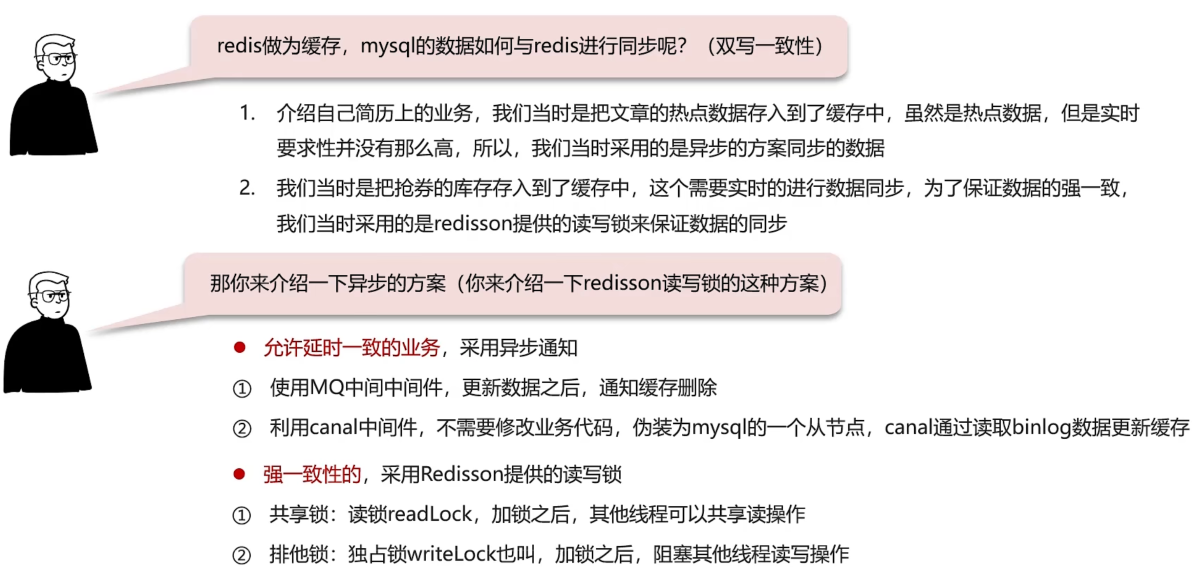 redis做为缓存，mysql的数据如何与redis进行同步呢？（双写一致性）
1. 介绍自己简历上的业务，我们当时是把文章的热点数据存入到了缓存中，虽然是热点数据，但是实时
要求性并没有那么高，所以，我们当时采用的是异步的方案同步的数据
2. 我们当时是把抢券的库存存入到了缓存中，这个需要实时的进行数据同步，为了保证数据的强一致，
我们当时采用的是redisson提供的读写锁来保证数据的同步
那你来介绍一下异步的方案（你来介绍一下redisson读写锁的这种方案）
● 允许延时一致的业务，采用异步通知
① 使用MQ中间中间件，更新数据之后，通知缓存删除
② 利用canal中间件，不需要修改业务代码，伪装为mysql的一个从节点，canal通过读取binlog数据更新缓存
● 强一致性的，采用Redisson提供的读写锁
① 共享锁：读锁readLock，加锁之后，其他线程可以共享读操作
② 排他锁：独占锁writeLock也叫，加锁之后，阻塞其他线程读写操作